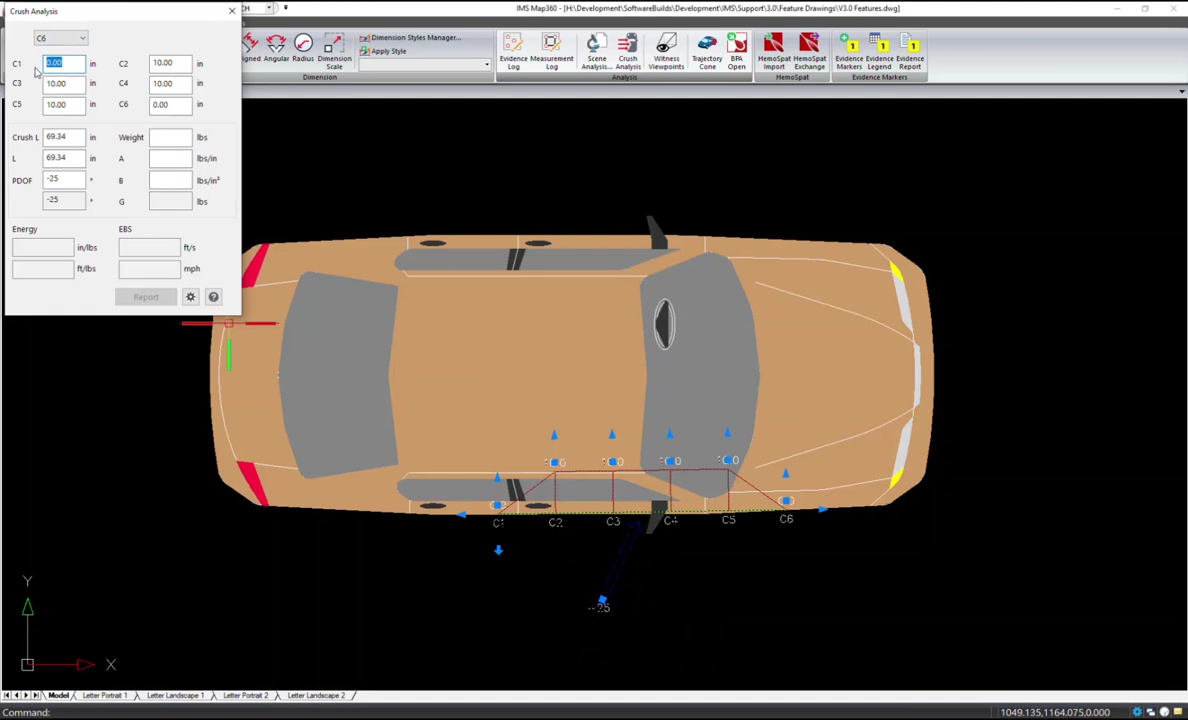 Crush Analysis
IMS Map360 - [H:\Development\SoftwareBuilds\Development\IMS\Support\3.0\Feature Drawings\V3.0 Features.dwg]
C6
C1 0.00 in C2 10.00 in
C3 10.00 in C4 10.00 in
C5 10.00 in C6 0.00 in
Crush L 69.34 in Weight lbs
L 69.34 in A lbs/in
PDOF -25 ° B lbs/in²
-25 ° G lbs
Energy EBS
in/lbs ft/s
ft/lbs mph
Report
Angular Radius Dimension Scale
Dimension Styles Manager...
Apply Style
Dimension
Evidence Log
Measurement Log
Scene Analysis...
Crush Analysis
Witness Viewpoints
Trajectory Cone
BPA Open
Analysis
HemoSpat Import
HemoSpat Exchange
HemoSpat
Evidence Markers
Evidence Legend
Evidence Report
Evidence Markers
C1 C2 C3 C4 C5 C6
Y
X
Model Letter Portrait 1 Letter Landscape 1 Letter Portrait 2 Letter Landscape 2
Command:
1049.135,1164.075,0.000